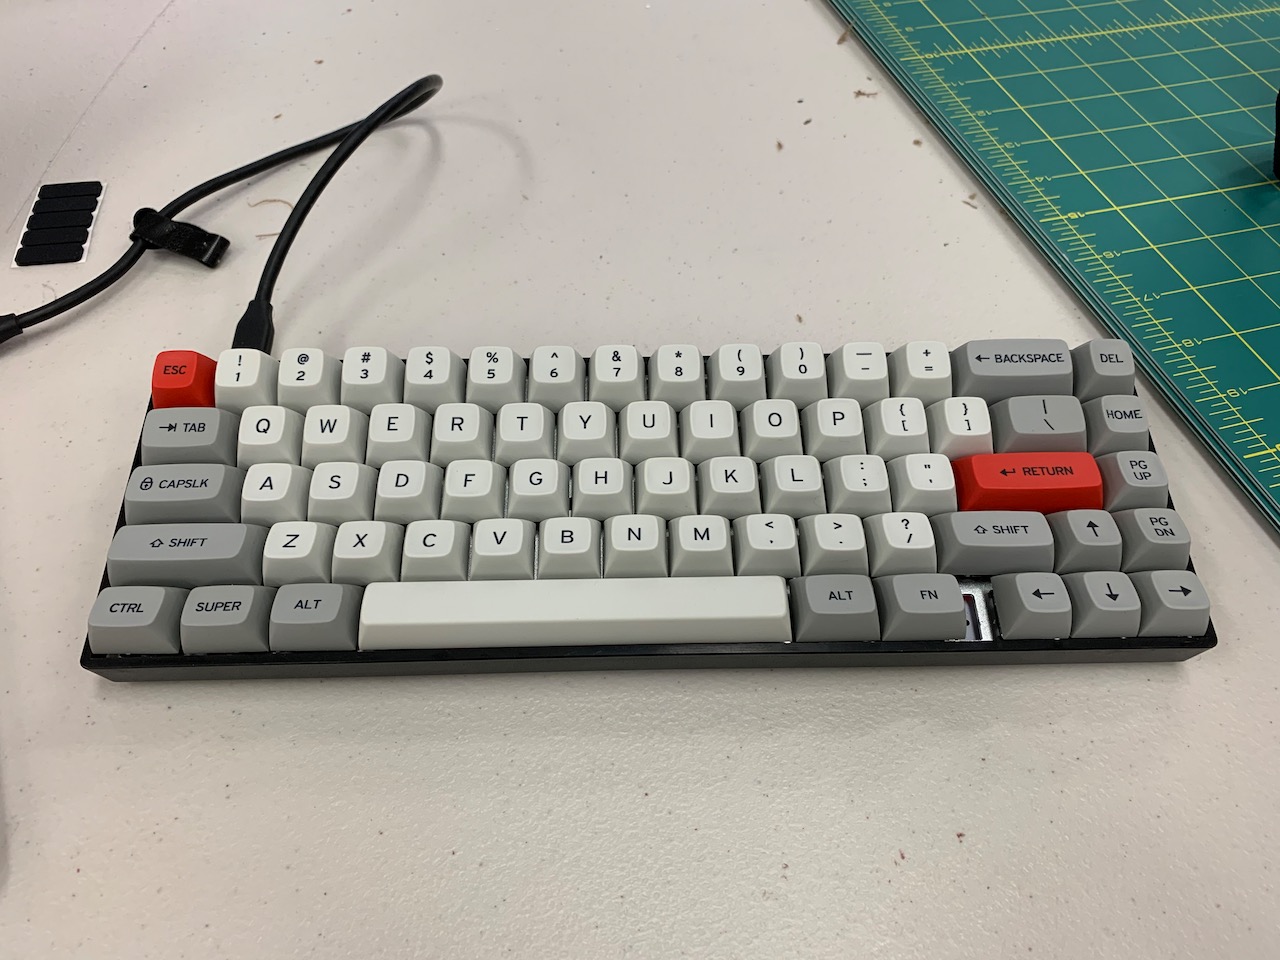 ESC ! 1 @ 2 # 3 $ 4 % 5 ^ 6 & 7 * 8 ( 9 ) 0 — - + = ← BACKSPACE DEL
TAB Q W E R T Y U I O P { [ } ] | \ HOME
CAPSLK A S D F G H J K L : ; " ' RETURN PG UP
SHIFT Z X C V B N M < , > . ? / SHIFT ↑ PG DN
CTRL SUPER ALT ALT FN ← ↓ →
15
16
17
18
19